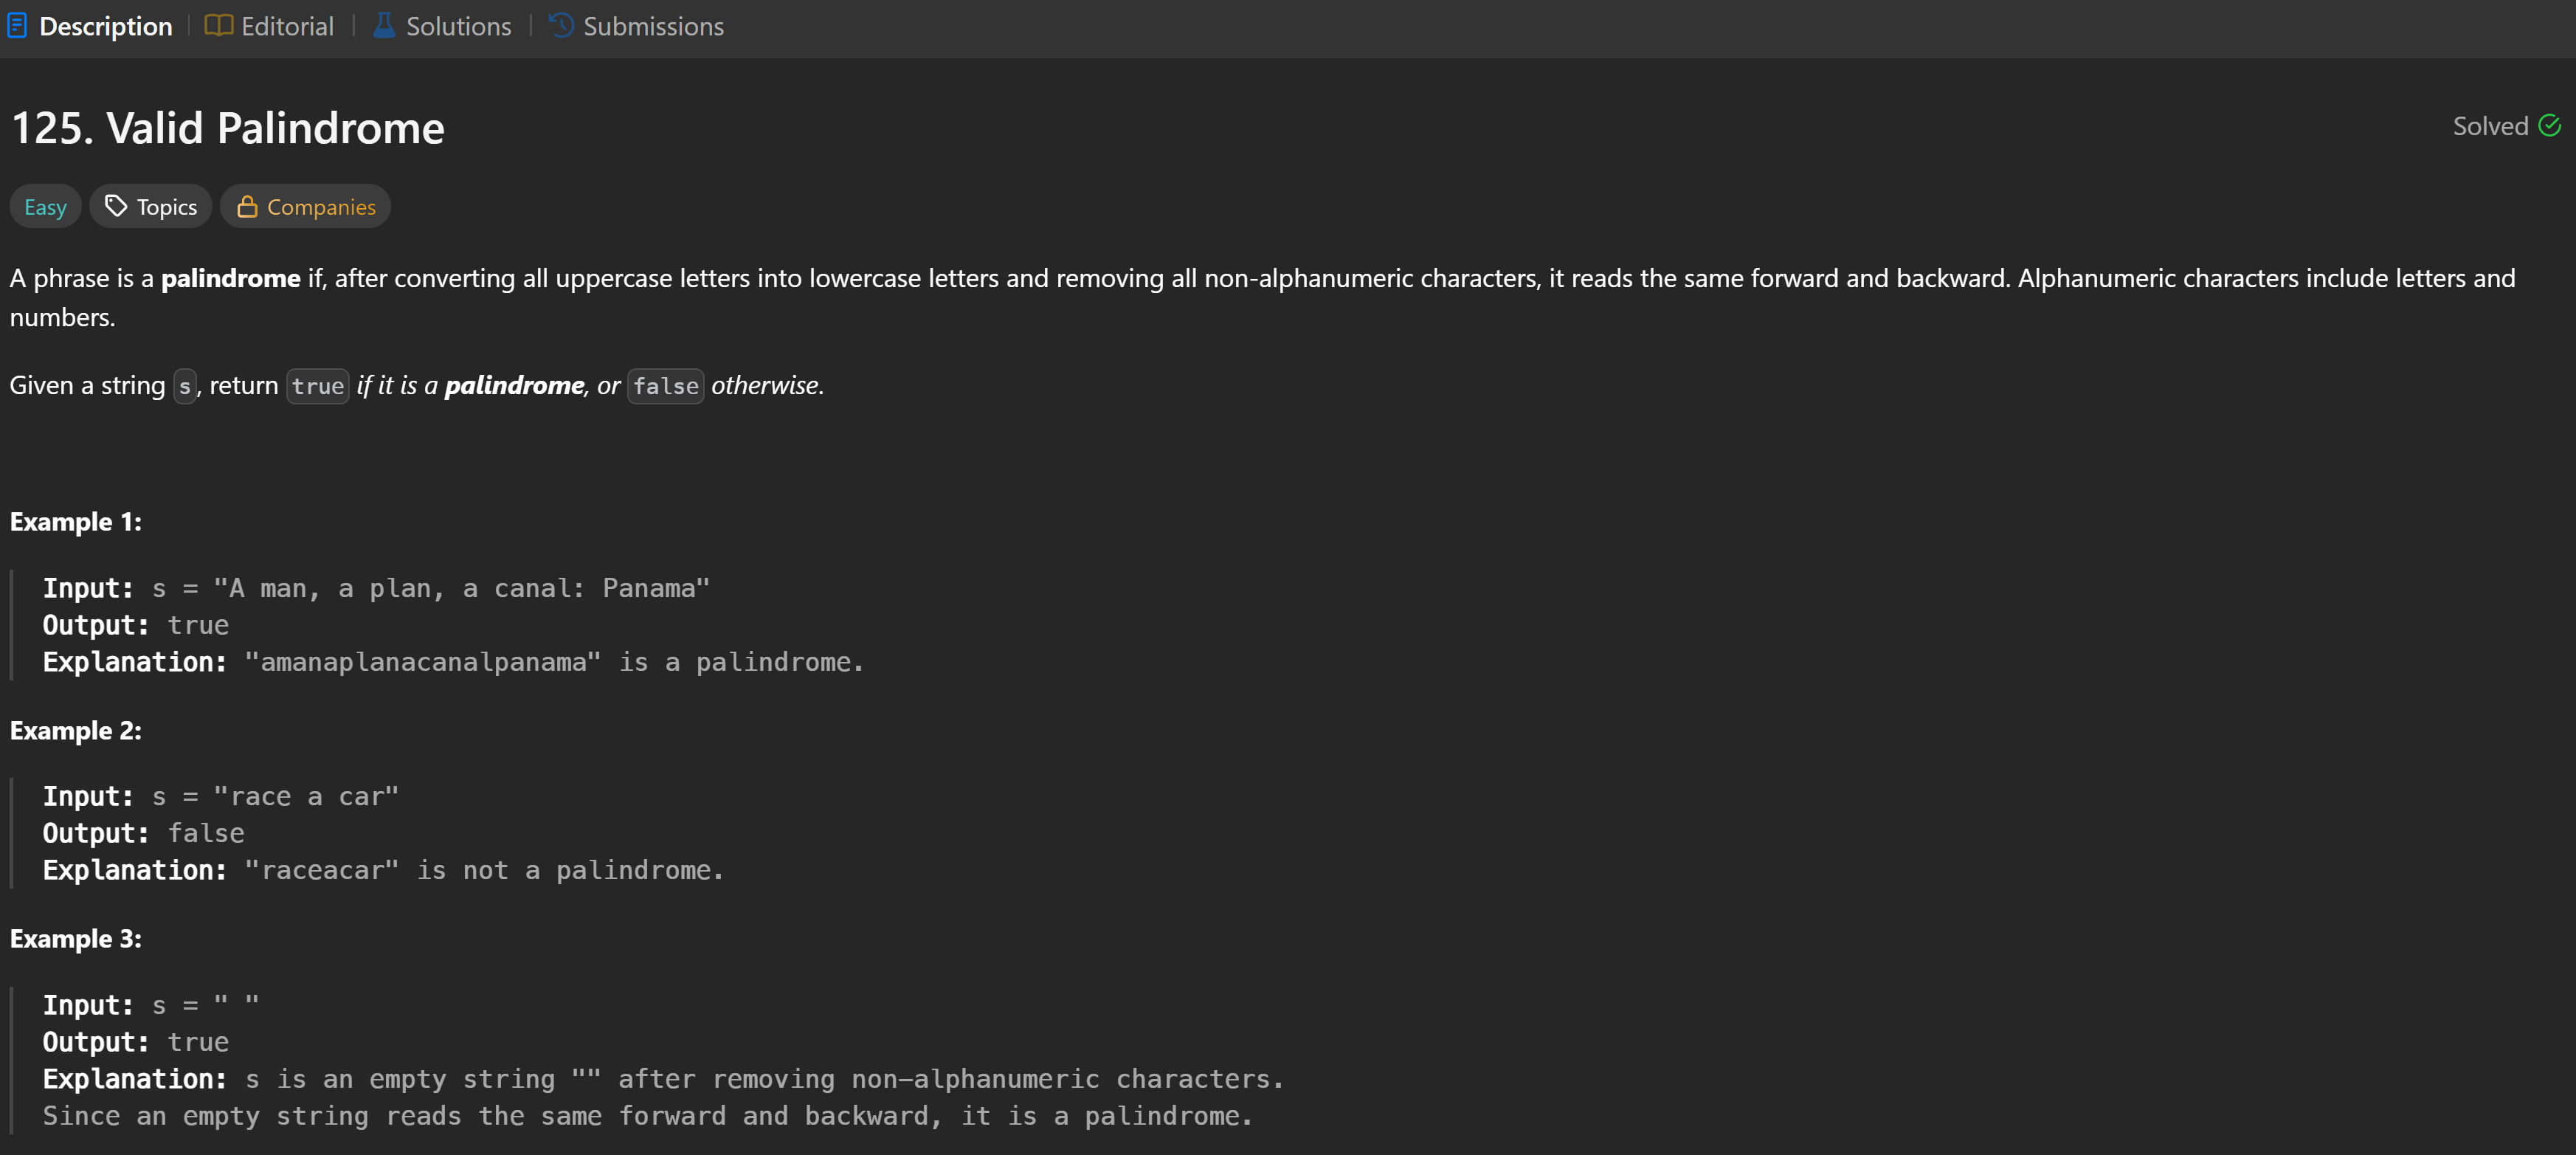 Description
Editorial
Solutions
Submissions
125. Valid Palindrome
Solved
Easy
Topics
Companies
A phrase is a palindrome if, after converting all uppercase letters into lowercase letters and removing all non-alphanumeric characters, it reads the same forward and backward. Alphanumeric characters include letters and
numbers.
Given a string s, return true if it is a palindrome, or false otherwise.
Example 1:
Input: s = "A man, a plan, a canal: Panama"
Output: true
Explanation: "amanaplanacanalpanama" is a palindrome.
Example 2:
Input: s = "race a car"
Output: false
Explanation: "raceacar" is not a palindrome.
Example 3:
Input: s = " "
Output: true
Explanation: s is an empty string "" after removing non-alphanumeric characters.
Since an empty string reads the same forward and backward, it is a palindrome.